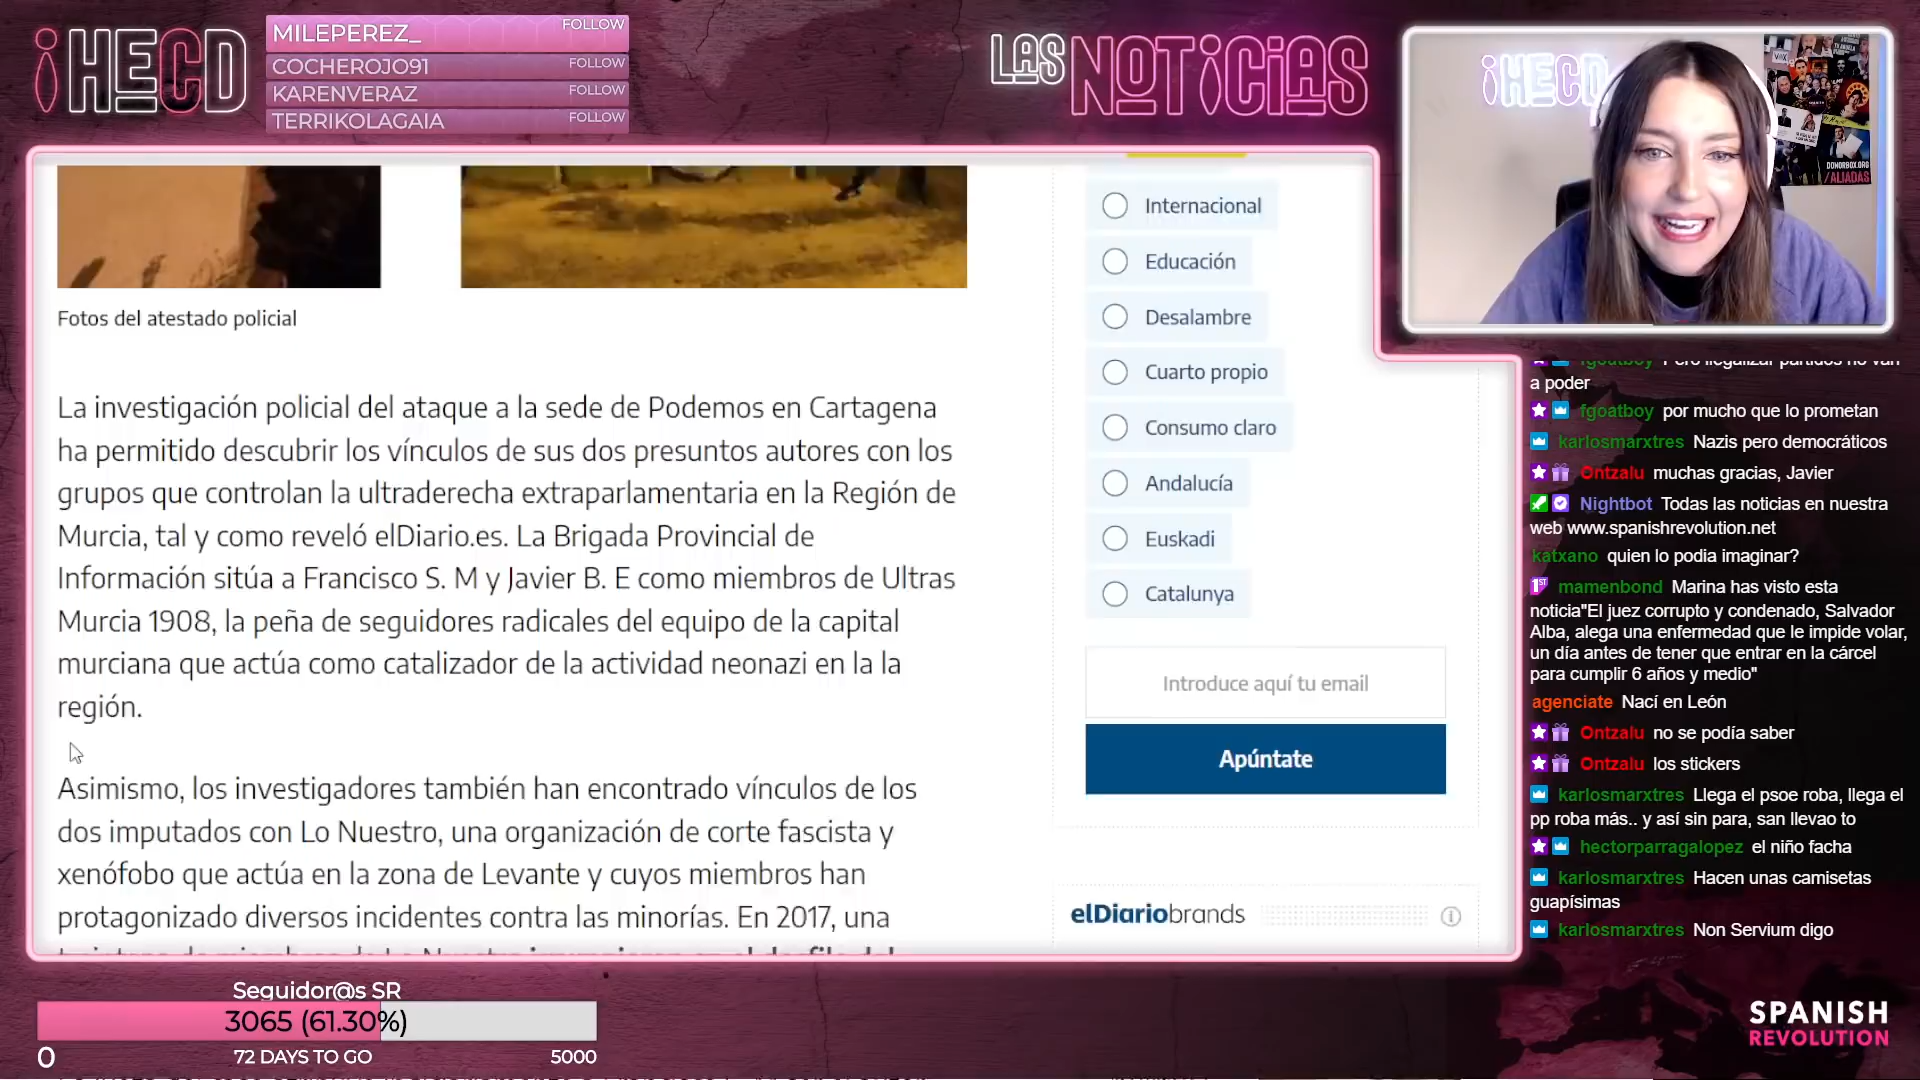 ¡HECD
MILEPEREZ_ FOLLOW
COCHEROJO91 FOLLOW
KARENVERAZ FOLLOW
TERRIKOLAGAIA FOLLOW
LAS NOTICIAS
¡HECD
DONORBOX.ORG
/ALIADAS
Fotos del atestado policial
La investigación policial del ataque a la sede de Podemos en Cartagena
ha permitido descubrir los vínculos de sus dos presuntos autores con los
grupos que controlan la ultraderecha extraparlamentaria en la Región de
Murcia, tal y como reveló elDiario.es. La Brigada Provincial de
Información sitúa a Francisco S. M y Javier B. E como miembros de Ultras
Murcia 1908, la peña de seguidores radicales del equipo de la capital
murciana que actúa como catalizador de la actividad neonazi en la la
región.
Asimismo, los investigadores también han encontrado vínculos de los
dos imputados con Lo Nuestro, una organización de corte fascista y
xenófobo que actúa en la zona de Levante y cuyos miembros han
protagonizado diversos incidentes contra las minorías. En 2017, una
Internacional
Educación
Desalambre
Cuarto propio
Consumo claro
Andalucía
Euskadi
Catalunya
Introduce aquí tu email
Apúntate
elDiariobrands
fgoatboy Pero ilegalizar partidos no van
a poder
fgoatboy por mucho que lo prometan
karlosmarxtres Nazis pero democráticos
Ontzalu muchas gracias, Javier
Nightbot Todas las noticias en nuestra
web www.spanishrevolution.net
katxano quien lo podia imaginar?
1ST mamenbond Marina has visto esta
noticia"El juez corrupto y condenado, Salvador
Alba, alega una enfermedad que le impide volar,
un día antes de tener que entrar en la cárcel
para cumplir 6 años y medio"
agenciate Nací en León
Ontzalu no se podía saber
Ontzalu los stickers
karlosmarxtres Llega el psoe roba, llega el
pp roba más.. y así sin para, san llevao to
hectorparragalopez el niño facha
karlosmarxtres Hacen unas camisetas
guapísimas
karlosmarxtres Non Servium digo
Seguidor@s SR
3065 (61.30%)
0 72 DAYS TO GO 5000
SPANISH
REVOLUTION